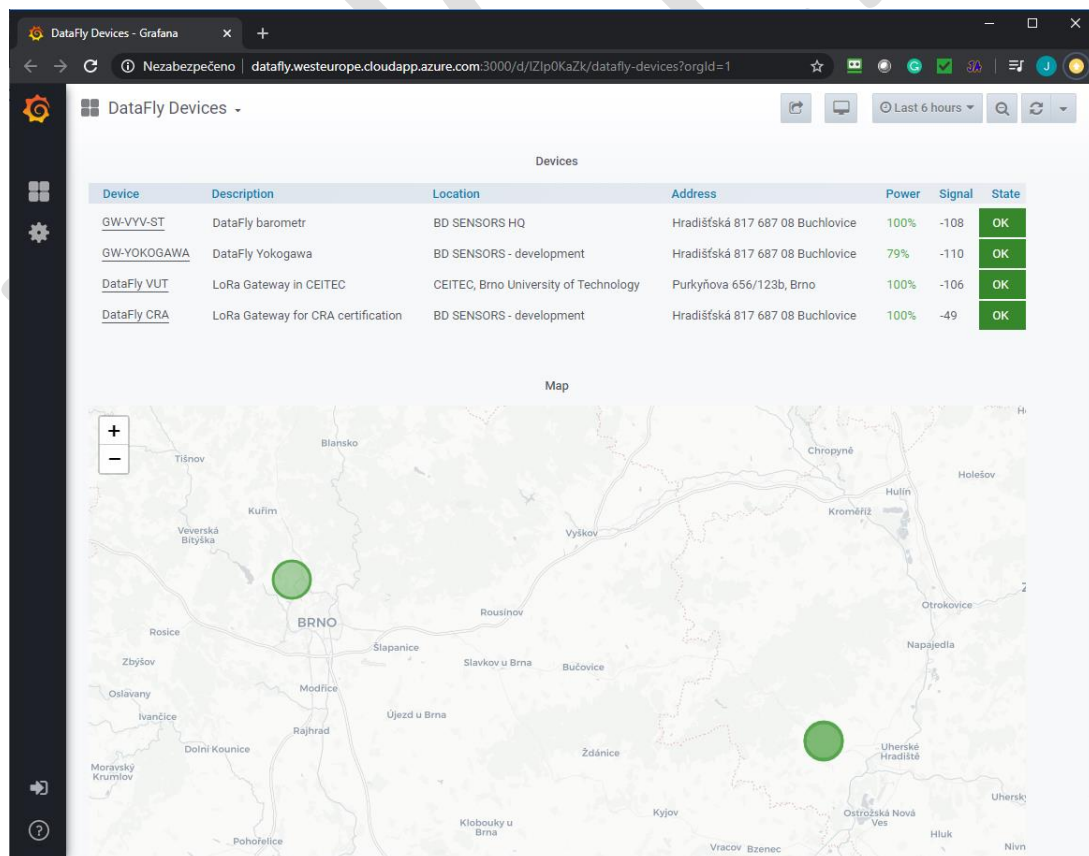 DataFly Devices - Grafana
Nezabezpečeno | datafly.westeurope.cloudapp.azure.com:3000/d/IZIp0KaZk/datafly-devices?orgId=1
DataFly Devices
Last 6 hours
Devices
Device Description Location Address Power Signal State
GW-VYV-ST DataFly barometr BD SENSORS HQ Hradišťská 817 687 08 Buchlovice 100% -108 OK
GW-YOKOGAWA DataFly Yokogawa BD SENSORS - development Hradišťská 817 687 08 Buchlovice 79% -110 OK
DataFly VUT LoRa Gateway in CEITEC CEITEC, Brno University of Technology Purkyňova 656/123b, Brno 100% -106 OK
DataFly CRA LoRa Gateway for CRA certification BD SENSORS - development Hradišťská 817 687 08 Buchlovice 100% -49 OK
Map
+
−
Blansko
Chropyně
Tišnov
Holešov
Hulín
Kuřim
Kroměříž
Veverská
Bítýška
Vyškov
Otrokovice
Rousínov
BRNO
Rosice
Šlapanice
Napajedla
Zbýšov
Slavkov u Brna
Bučovice
Modřice
Oslavany
Ivančice
Újezd u Brna
Rajhrad
Dolní Kounice
Ždánice
Uherské
Hradiště
Moravský
Krumlov
Kyjov
Ostrožská Nová
Ves
Klobouky u
Brna
Hluk
Pohořelice
Vracov
Bzenec